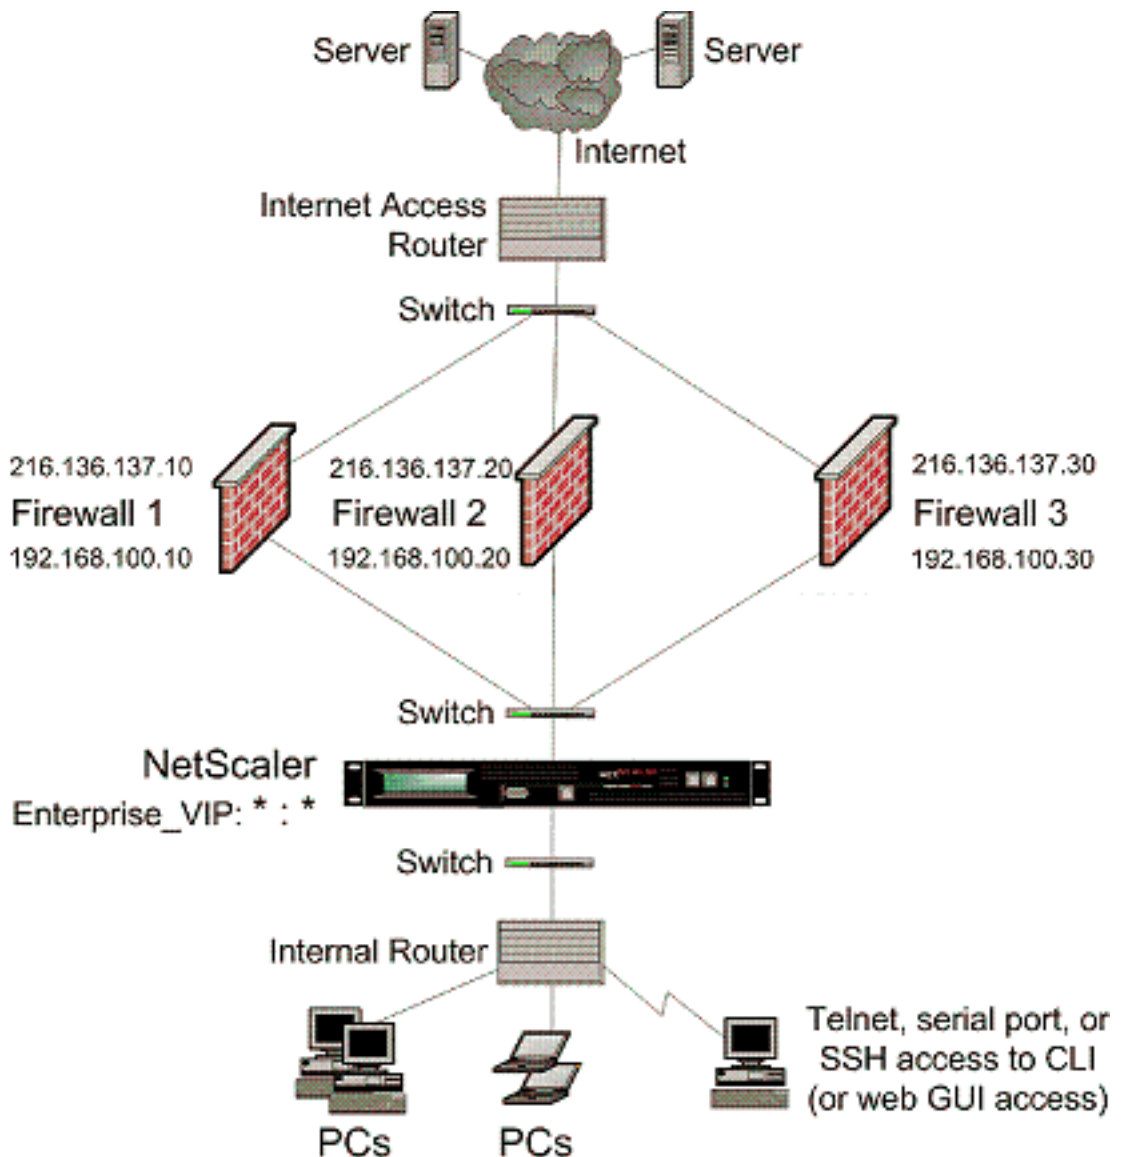 Server
Server
Internet
Internet Access
Router
Switch
216.136.137.10
Firewall 1
192.168.100.10
216.136.137.20
Firewall 2
192.168.100.20
216.136.137.30
Firewall 3
192.168.100.30
Switch
NetScaler
Enterprise_VIP: * : *
Switch
Internal Router
Telnet, serial port, or
SSH access to CLI
(or web GUI access)
PCs
PCs